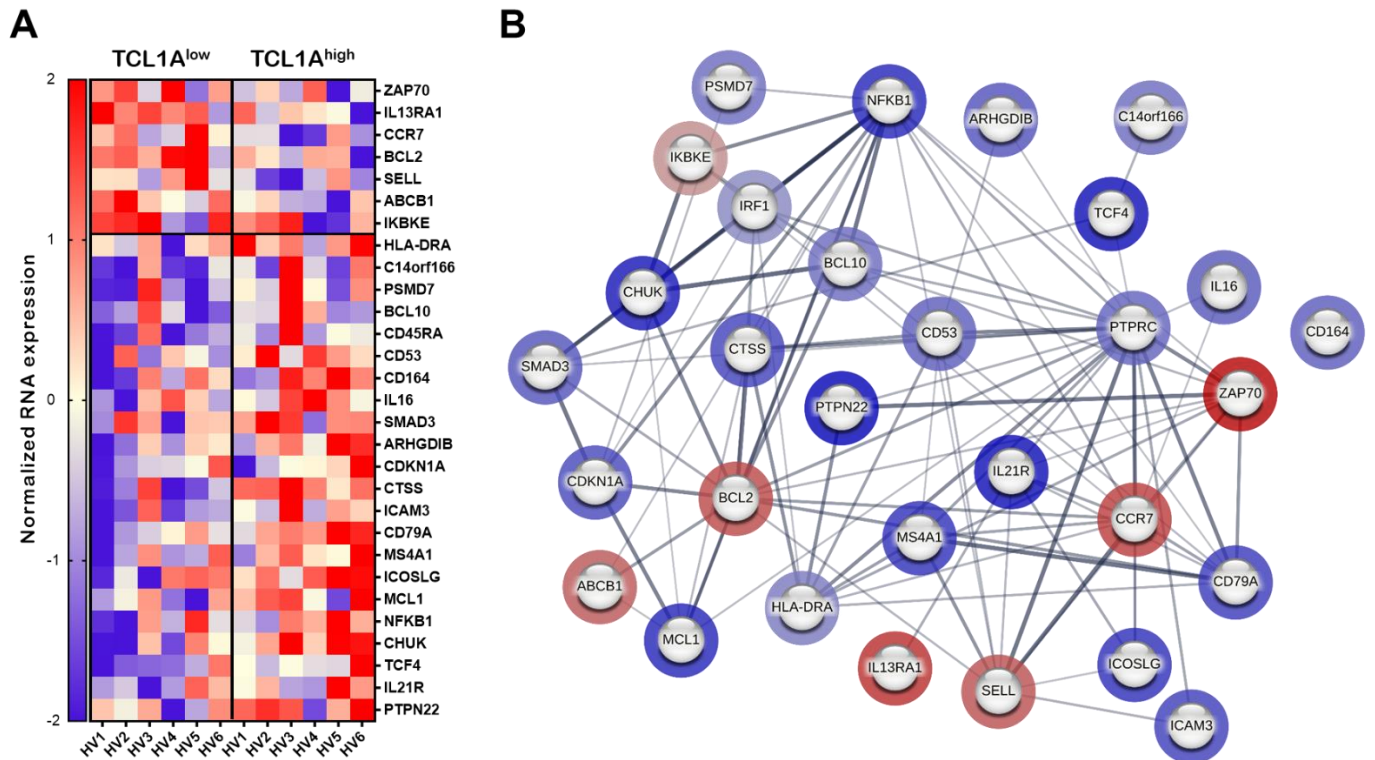 A
TCL1Alow TCL1Ahigh
Normalized RNA expression
2
1
0
-1
-2
ZAP70
IL13RA1
CCR7
BCL2
SELL
ABCB1
IKBKE
HLA-DRA
C14orf166
PSMD7
BCL10
CD45RA
CD53
CD164
IL16
SMAD3
ARHGDIB
CDKN1A
CTSS
ICAM3
CD79A
MS4A1
ICOSLG
MCL1
NFKB1
CHUK
TCF4
IL21R
PTPN22
HV1 HV2 HV3 HV4 HV5 HV6 HV1 HV2 HV3 HV4 HV5 HV6
B
PSMD7
NFKB1
ARHGDIB
C14orf166
IKBKE
IRF1
TCF4
BCL10
CHUK
IL16
PTPRC
CD164
CD53
CTSS
SMAD3
ZAP70
PTPN22
IL21R
CDKN1A
BCL2
CCR7
MS4A1
CD79A
ABCB1
HLA-DRA
MCL1
IL13RA1
SELL
ICOSLG
ICAM3